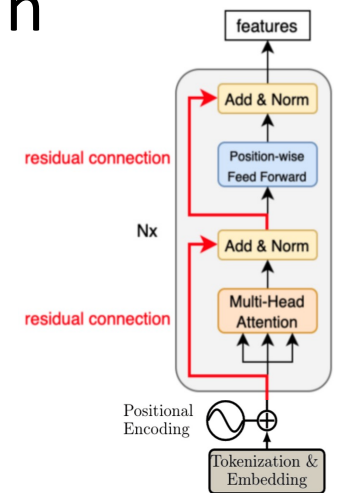 n
features
Add & Norm
residual connection
Position-wise
Feed Forward
Nx
Add & Norm
Multi-Head
Attention
residual connection
Positional
Encoding
Tokenization &
Embedding